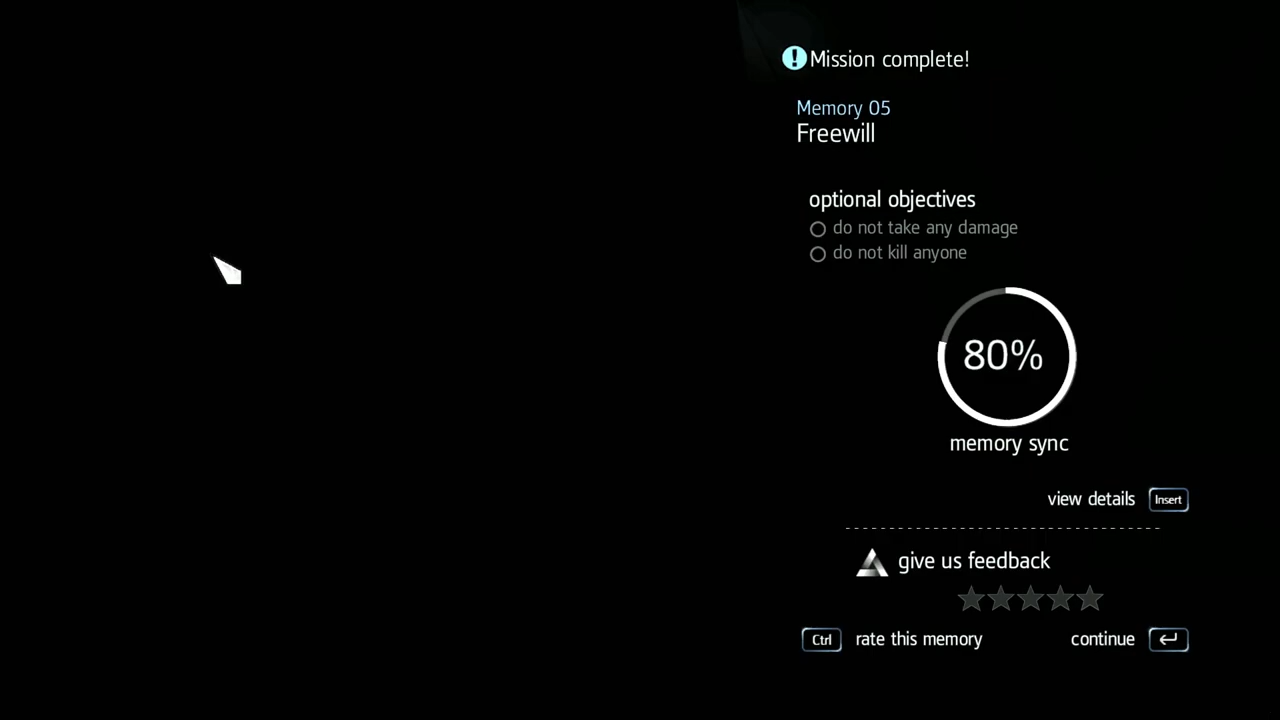 Mission complete!
Memory 05
Freewill
optional objectives
do not take any damage
do not kill anyone
80%
memory sync
view details Insert
give us feedback
Ctrl rate this memory continue